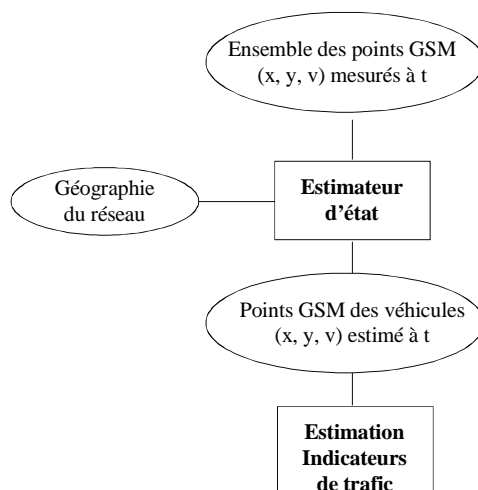 Ensemble des points GSM
(x, y, v) mesurés à t
Géographie
du réseau
Estimateur
d'état
Points GSM des véhicules
(x, y, v) estimé à t
Estimation
Indicateurs
de trafic